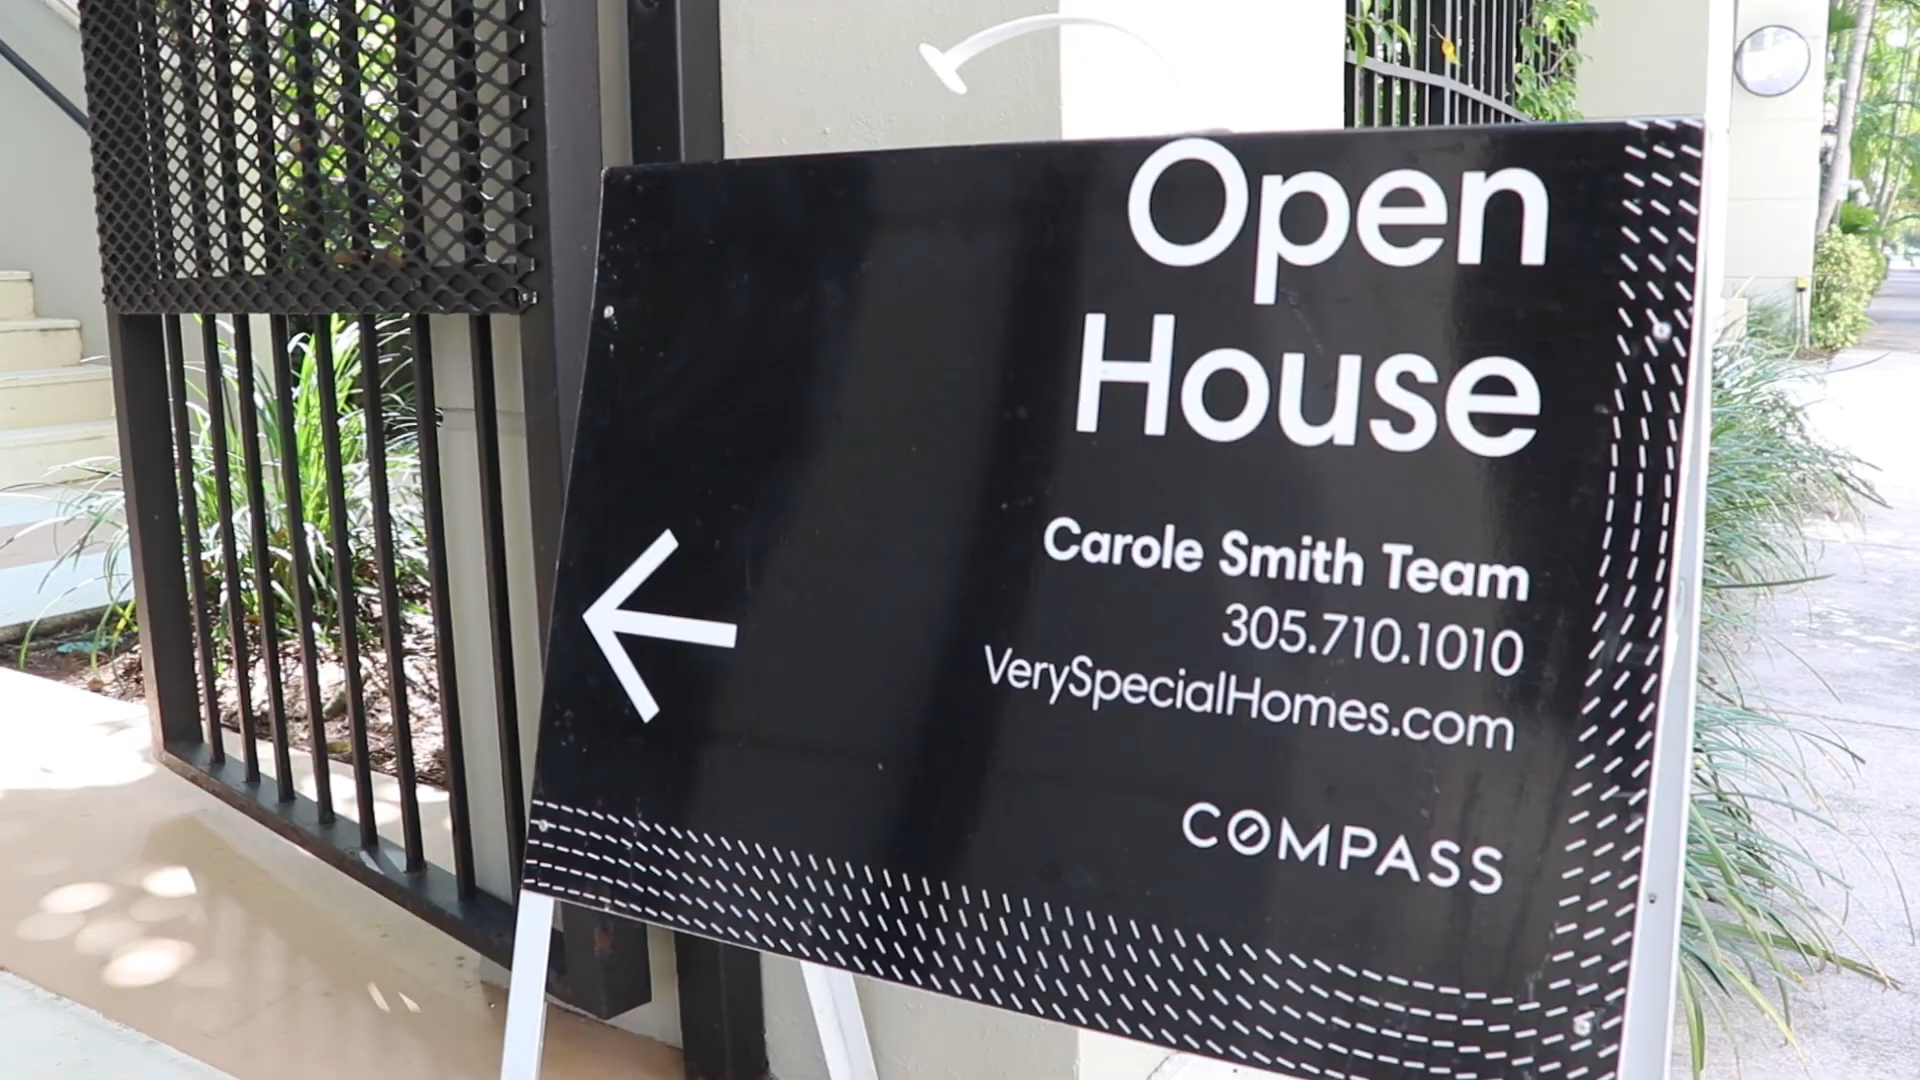 Open
House
Carole Smith Team
305.710.1010
VerySpecialHomes.com
COMPASS